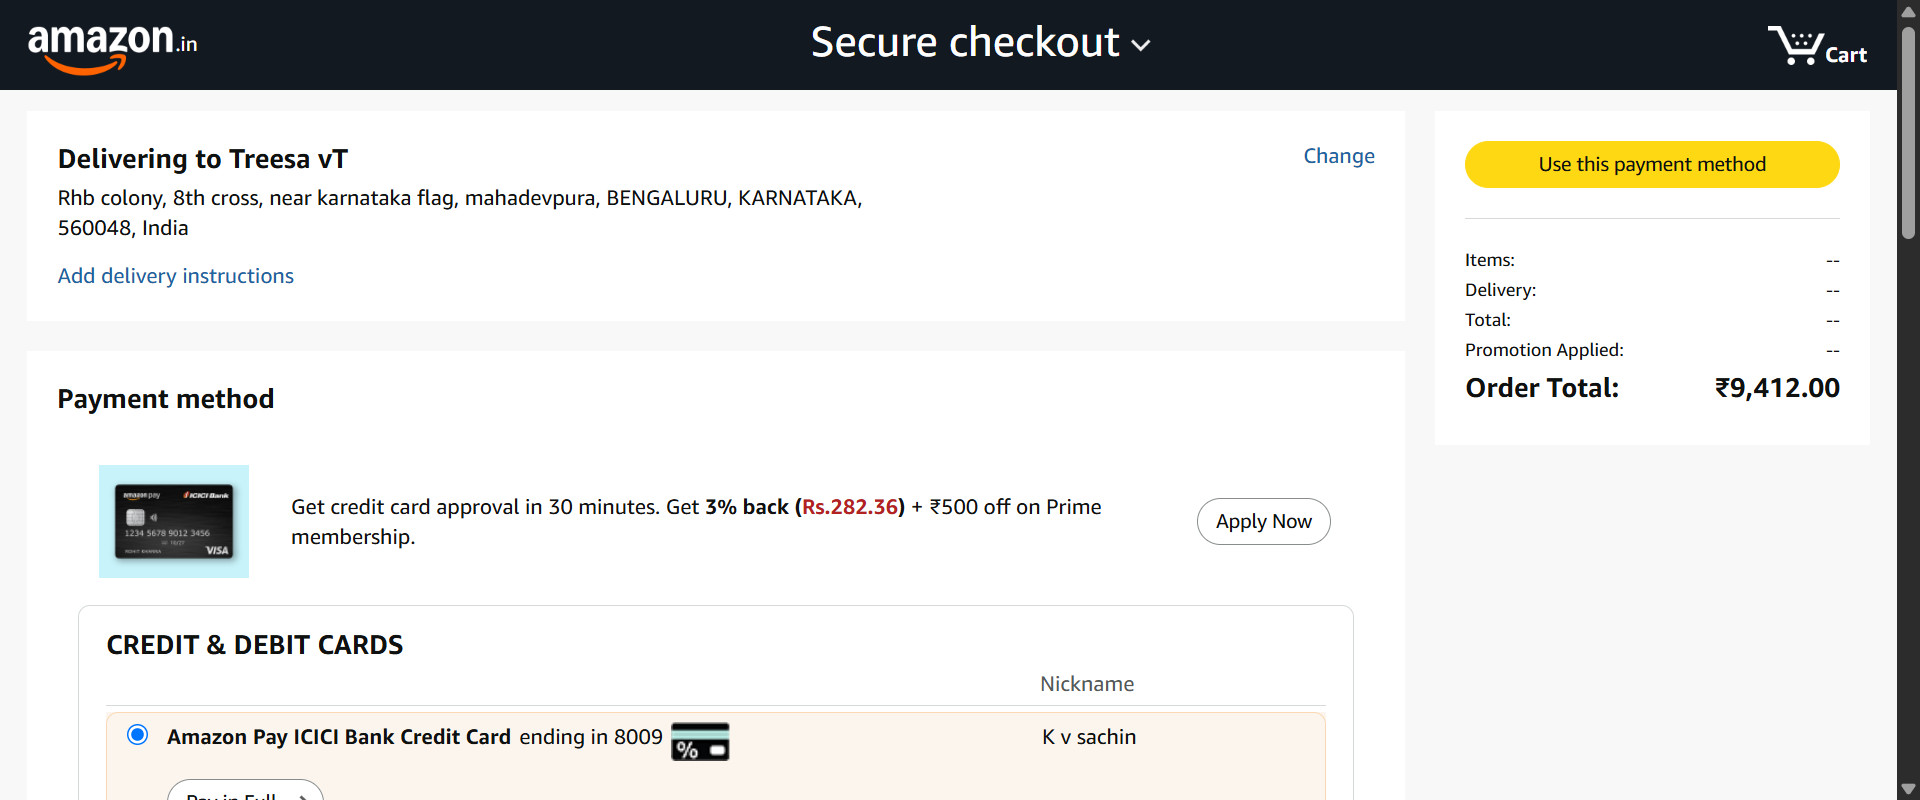 amazon.in
Secure checkout
Cart
Delivering to Treesa vT
Change
Rhb colony, 8th cross, near karnataka flag, mahadevpura, BENGALURU, KARNATAKA,
560048, India
Add delivery instructions
Use this payment method
Items: --
Delivery: --
Total: --
Promotion Applied: --
Order Total: ₹9,412.00
Payment method
amazon pay ICICI Bank
1234 5678 9012 3456
VISA
Get credit card approval in 30 minutes. Get 3% back (Rs.282.36) + ₹500 off on Prime
membership.
Apply Now
CREDIT & DEBIT CARDS
Nickname
Amazon Pay ICICI Bank Credit Card ending in 8009 % K v sachin
Pay in Full